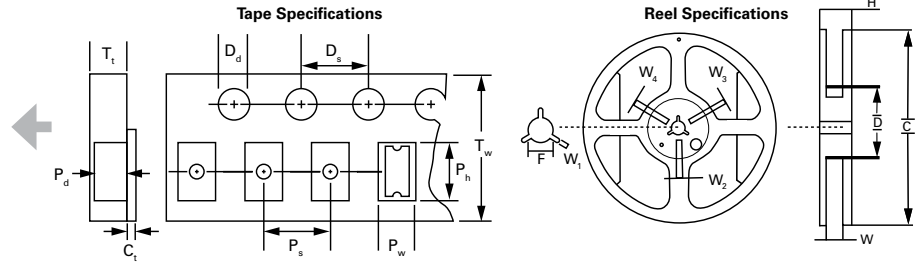 Tape Specifications
Reel Specifications
Tt
Dd
Ds
Pd
Ct
Ps
Pw
Ph
Tw
W4
W3
F
W1
W2
H
D
C
W